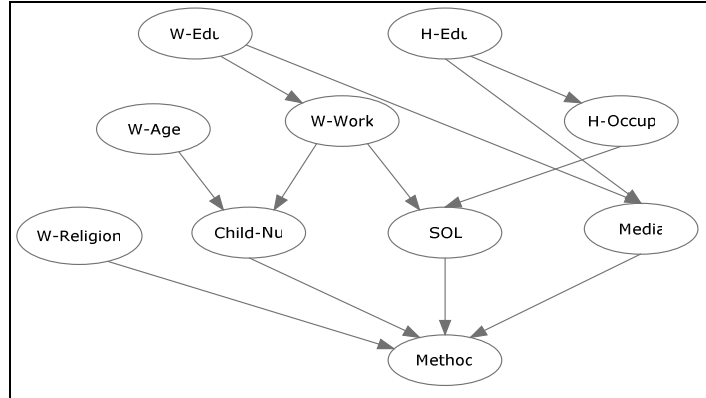 W-Edu
H-Edu
W-Age
W-Work
H-Occup
W-Religion
Child-Nu
SOL
Media
Methoc